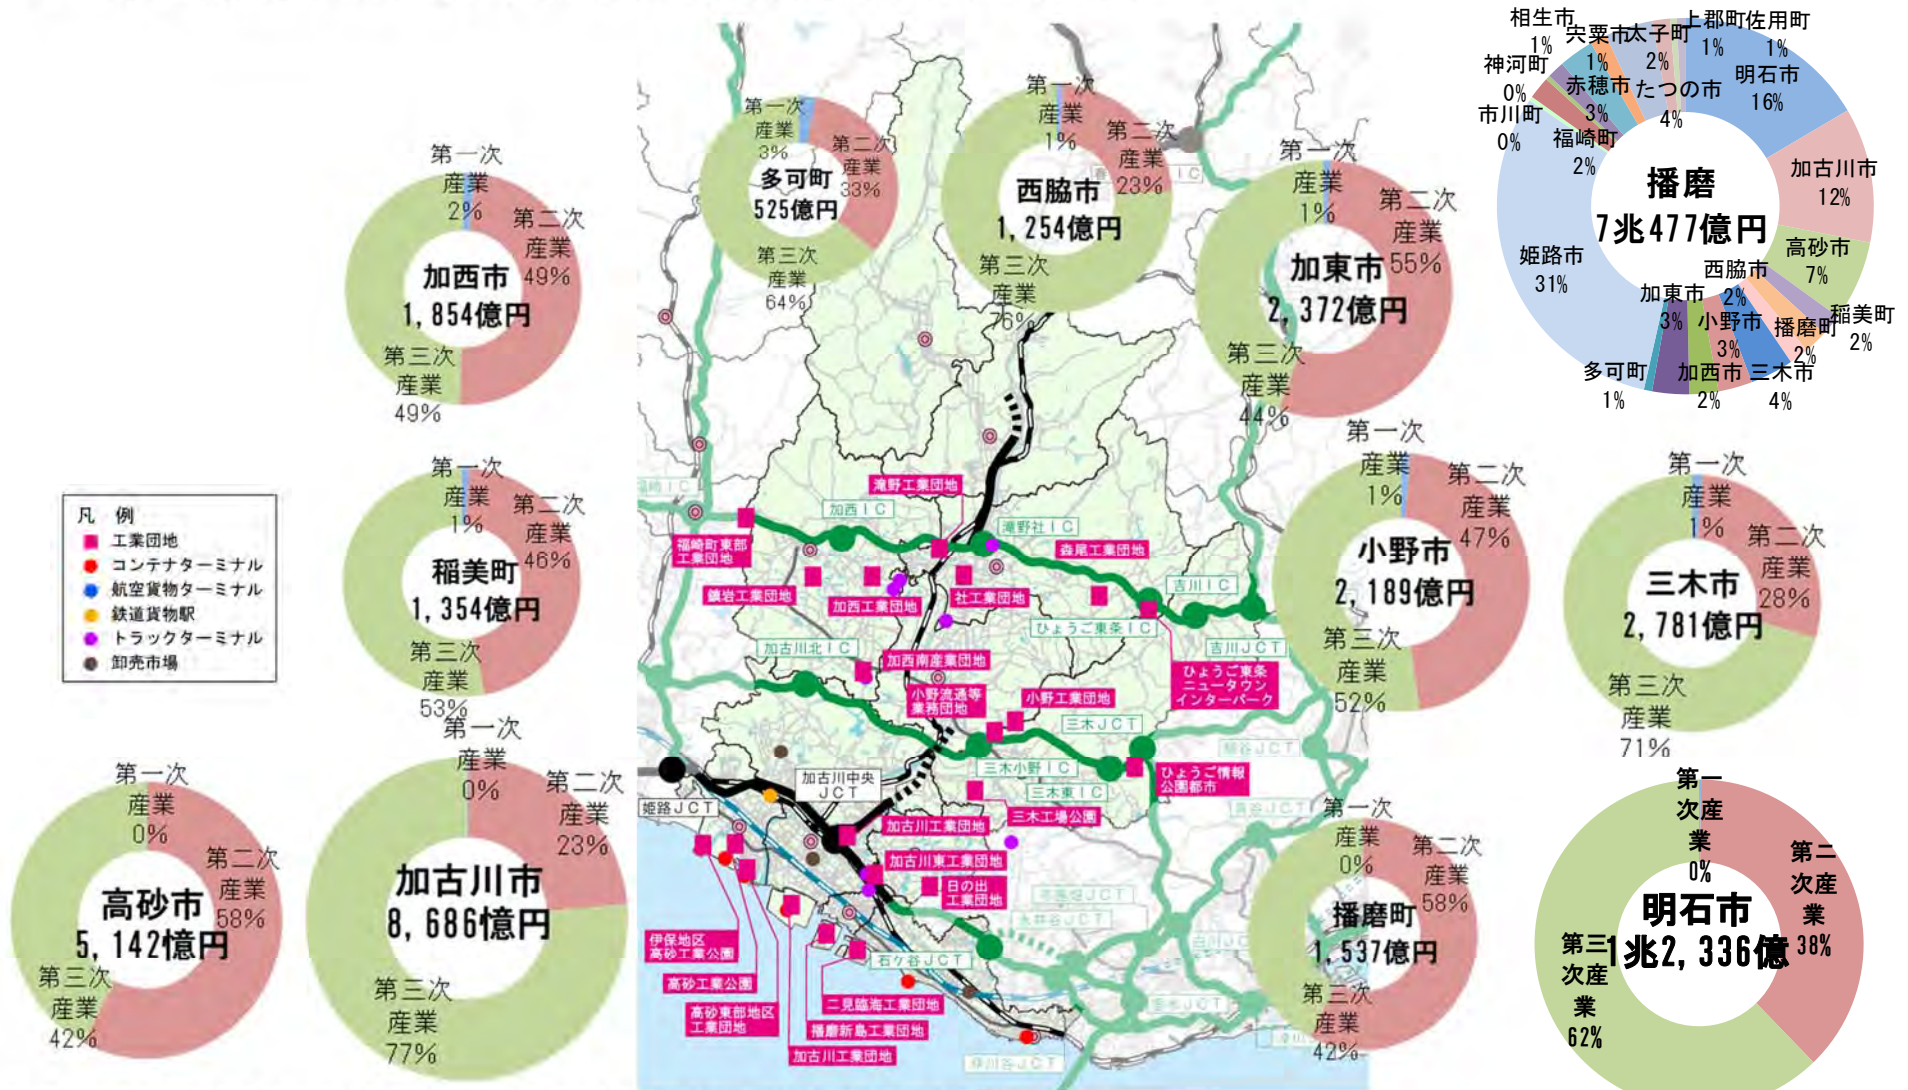 第一次
産業
3%
第二次
産業
33%
多可町
525億円
第三次
産業
64%
第一次
産業
1%
第二次
産業
23%
西脇市
1,254億円
第三次
産業
76%
第一次
産業
2%
第二次
産業
49%
加西市
1,854億円
第三次
産業
49%
第一次
産業
1%
第二次
産業
55%
加東市
2,372億円
第三次
産業
44%
相生市
1%
宍粟市
1%
太子町
2%
上郡町
1%
佐用町
1%
神河町
0%
赤穂市
3%
たつの市
4%
明石市
16%
市川町
0%
福崎町
2%
播磨
7兆477億円
加古川市
12%
姫路市
31%
高砂市
7%
西脇市
2%
加東市
3%
小野市
3%
播磨町
2%
稲美町
2%
多可町
1%
加西市
2%
三木市
4%
第一次
産業
1%
第二次
産業
46%
稲美町
1,354億円
第三次
産業
53%
第一次
産業
1%
第二次
産業
47%
小野市
2,189億円
第三次
産業
52%
第一次
産業
1%
第二次
産業
28%
三木市
2,781億円
第三次
産業
71%
凡 例
工業団地
コンテナターミナル
航空貨物ターミナル
鉄道貨物駅
トラックターミナル
卸売市場
滝野工業団地
加西IC
滝野社IC
福崎町東部
工業団地
森尾工業団地
吉川IC
鎮岩工業団地
加西工業団地
社工業団地
ひょうご東条IC
加古川北IC
吉川JCT
加西南産業団地
ひょうご東条
ニュータウン
インターパーク
小野流通等
業務団地
小野工業団地
三木JCT
三木小野IC
三木東IC
ひょうご情報
公園都市
加古川中央
JCT
姫路JCT
三木工場公園
加古川工業団地
加古川東工業団地
日の出
工業団地
伊保地区
高砂工業公園
石ケ谷JCT
高砂工業公園
二見臨海工業団地
高砂東部地区
工業団地
播磨新島工業団地
加古川工業団地
第一次
産業
0%
第二次
産業
58%
高砂市
5,142億円
第三次
産業
42%
第一次
産業
0%
第二次
産業
23%
加古川市
8,686億円
第三次
産業
77%
第一次
産業
0%
第二次
産業
58%
播磨町
1,537億円
第三次
産業
42%
第一
次産
業
0%
第二
次産
業
38%
明石市
1兆2,336億
第三
次産
業
62%